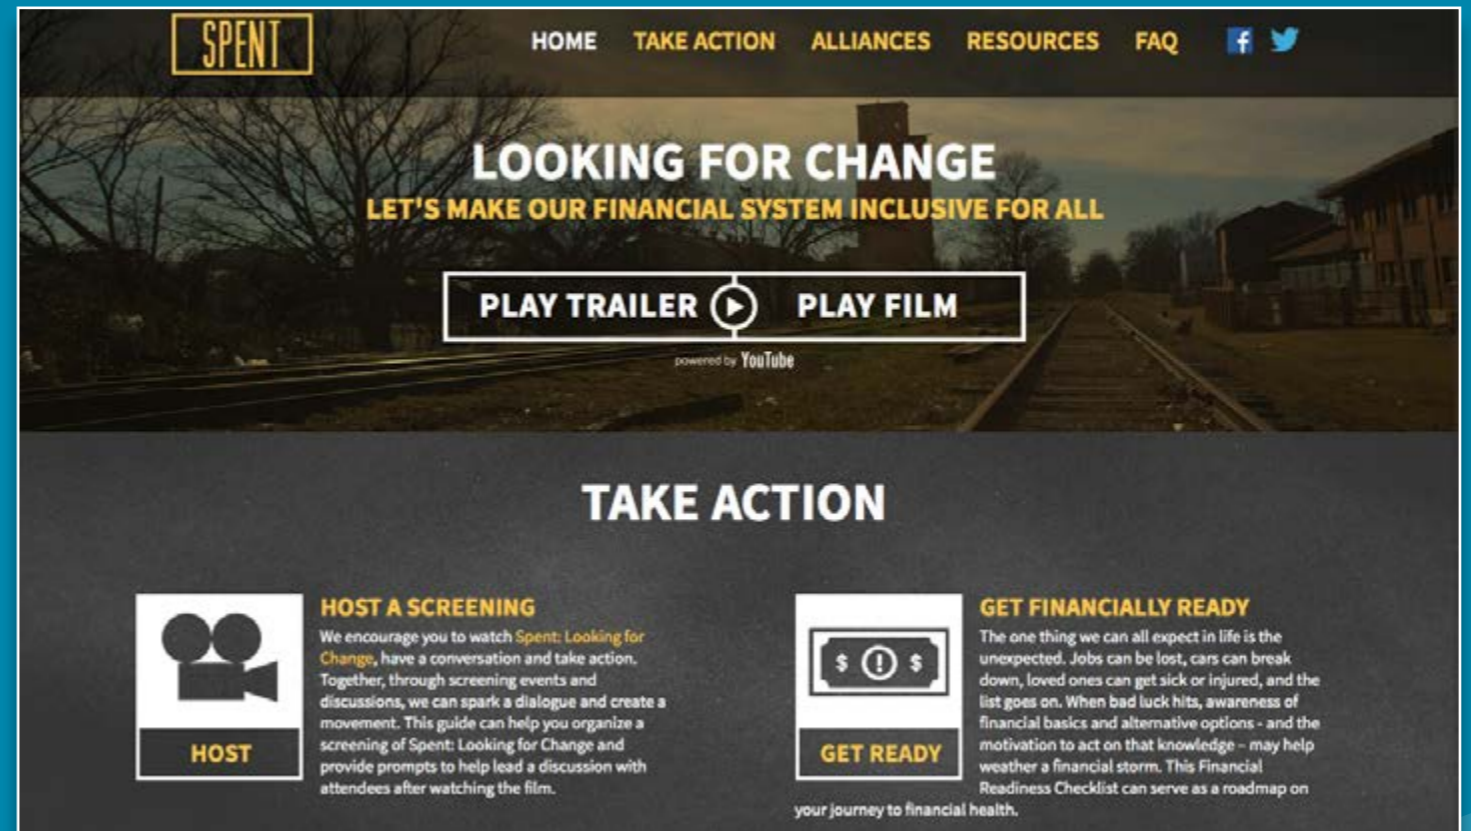 SPENT
HOME TAKE ACTION ALLIANCES RESOURCES FAQ
LOOKING FOR CHANGE
LET'S MAKE OUR FINANCIAL SYSTEM INCLUSIVE FOR ALL
PLAY TRAILER PLAY FILM
powered by YouTube
TAKE ACTION
HOST A SCREENING
We encourage you to watch Spent: Looking for
Change, have a conversation and take action.
Together, through screening events and
discussions, we can spark a dialogue and create a
movement. This guide can help you organize a
screening of Spent: Looking for Change and
provide prompts to help lead a discussion with
attendees after watching the film.
HOST
GET FINANCIALLY READY
The one thing we can all expect in life is the
unexpected. Jobs can be lost, cars can break
down, loved ones can get sick or injured, and the
list goes on. When bad luck hits, awareness of
financial basics and alternative options - and the
motivation to act on that knowledge – may help
weather a financial storm. This Financial
Readiness Checklist can serve as a roadmap on
your journey to financial health.
$ ! $
GET READY